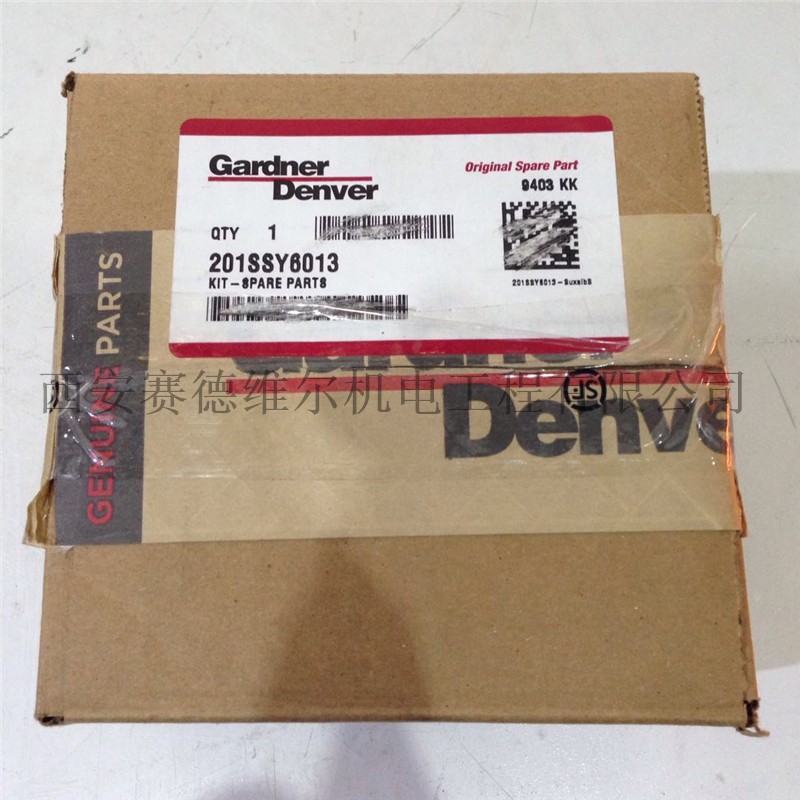 Gardner
Denver
Original Spare Part
9403 KK
QTY 1
201SSY6013
KIT-SPARE PARTS
GENUINE PARTS
西安赛德维尔机电工程有限公司
Denve